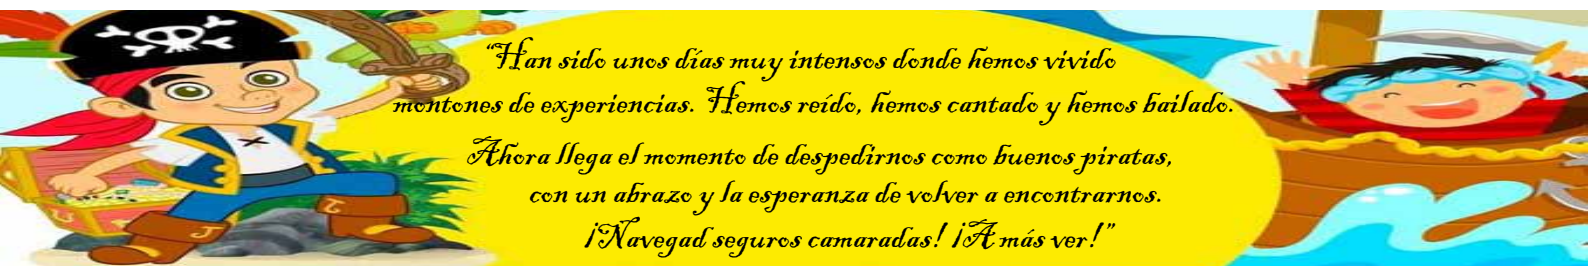 “Han sido unos días muy intensos donde hemos vivido
montones de experiencias. Hemos reído, hemos cantado y hemos bailado.
Ahora llega el momento de despedirnos como buenos piratas,
con un abrazo y la esperanza de volver a encontrarnos.
¡Navegad seguros camaradas! ¡A más ver!”